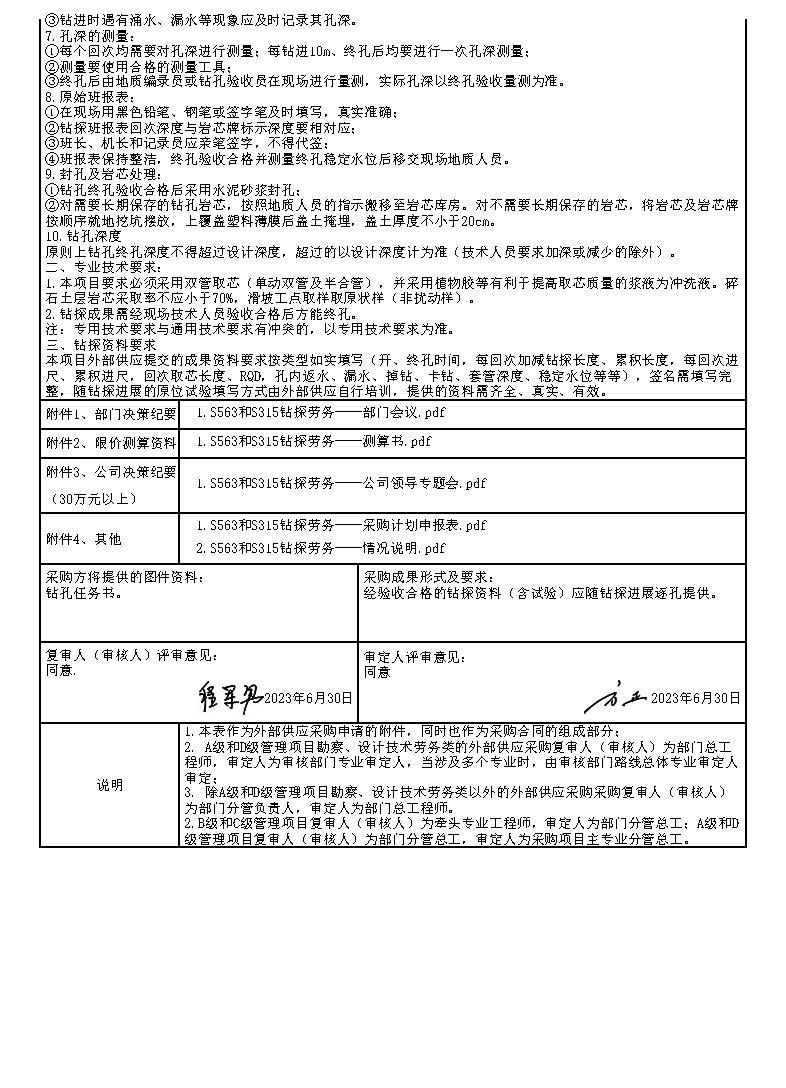 ③钻进时遇有涌水、漏水等现象应及时记录其孔深。
7.孔深的测量：
①每个回次均需要对孔深进行测量；每钻进10m、终孔后均要进行一次孔深测量；
②测量要使用合格的测量工具；
③终孔后由地质编录员或钻孔验收员在现场进行量测，实际孔深以终孔验收量测为准。
8.原始班报表：
①在现场用黑色铅笔、钢笔或签字笔及时填写，真实准确；
②钻探班报表回次深度与岩芯牌标示深度要相对应；
③班长、机长和记录员应亲笔签字，不得代签；
④班报表保持整洁，终孔验收合格并测量终孔稳定水位后移交现场地质人员。
9.封孔及岩芯处理：
①钻孔终孔验收合格后采用水泥砂浆封孔；
②对需要长期保存的钻孔岩芯，按照地质人员的指示搬移至岩芯库房。对不需要长期保存的岩芯，将岩芯及岩芯牌
按顺序就地挖坑摆放，上覆盖塑料薄膜后盖土掩埋，盖土厚度不小于20cm。
10.钻孔深度
原则上钻孔终孔深度不得超过设计深度，超过的以设计深度计为准（技术人员要求加深或减少的除外）。
二、专业技术要求：
1.本项目要求必须采用双管取芯（单动双管及半合管），并采用植物胶等有利于提高取芯质量的浆液为冲洗液。碎
石土层岩芯采取率不应小于70%，滑坡工点取样取原状样（非扰动样）。
2.钻探成果需经现场技术人员验收合格后方能终孔。
注：专用技术要求与通用技术要求有冲突的，以专用技术要求为准。
三、钻探资料要求
本项目外部供应提交的成果资料要求按类型如实填写（开、终孔时间，每回次加减钻探长度、累积长度，每回次进
尺、累积进尺，回次取芯长度、RQD，孔内返水、漏水、掉钻、卡钻、套管深度、稳定水位等等），签名需填写完
整，随钻探进展的原位试验填写方式由外部供应自行培训，提供的资料需齐全、真实、有效。
附件1、部门决策纪要 1.S563和S315钻探劳务——部门会议.pdf
附件2、限价测算资料 1.S563和S315钻探劳务——测算书.pdf
附件3、公司决策纪要
（30万元以上）
1.S563和S315钻探劳务——公司领导专题会.pdf
附件4、其他
1.S563和S315钻探劳务——采购计划申报表.pdf
2.S563和S315钻探劳务——情况说明.pdf
采购方将提供的图件资料：
钻孔任务书。
采购成果形式及要求：
经验收合格的钻探资料（含试验）应随钻探进展逐孔提供。
复审人（审核人）评审意见：
同意.
2023年6月30日
审定人评审意见：
同意
方正 2023年6月30日
说明
1.本表作为外部供应采购申请的附件，同时也作为采购合同的组成部分；
2. A级和D级管理项目勘察、设计技术劳务类的外部供应采购复审人（审核人）为部门总工
程师，审定人为审核部门专业审定人，当涉及多个专业时，由审核部门路线总体专业审定人
审定；
3. 除A级和D级管理项目勘察、设计技术劳务类以外的外部供应采购采购复审人（审核人）
为部门分管负责人，审定人为部门总工程师。
2.B级和C级管理项目复审人（审核人）为牵头专业工程师，审定人为部门分管总工；A级和D
级管理项目复审人（审核人）为部门分管总工，审定人为采购项目主专业分管总工。